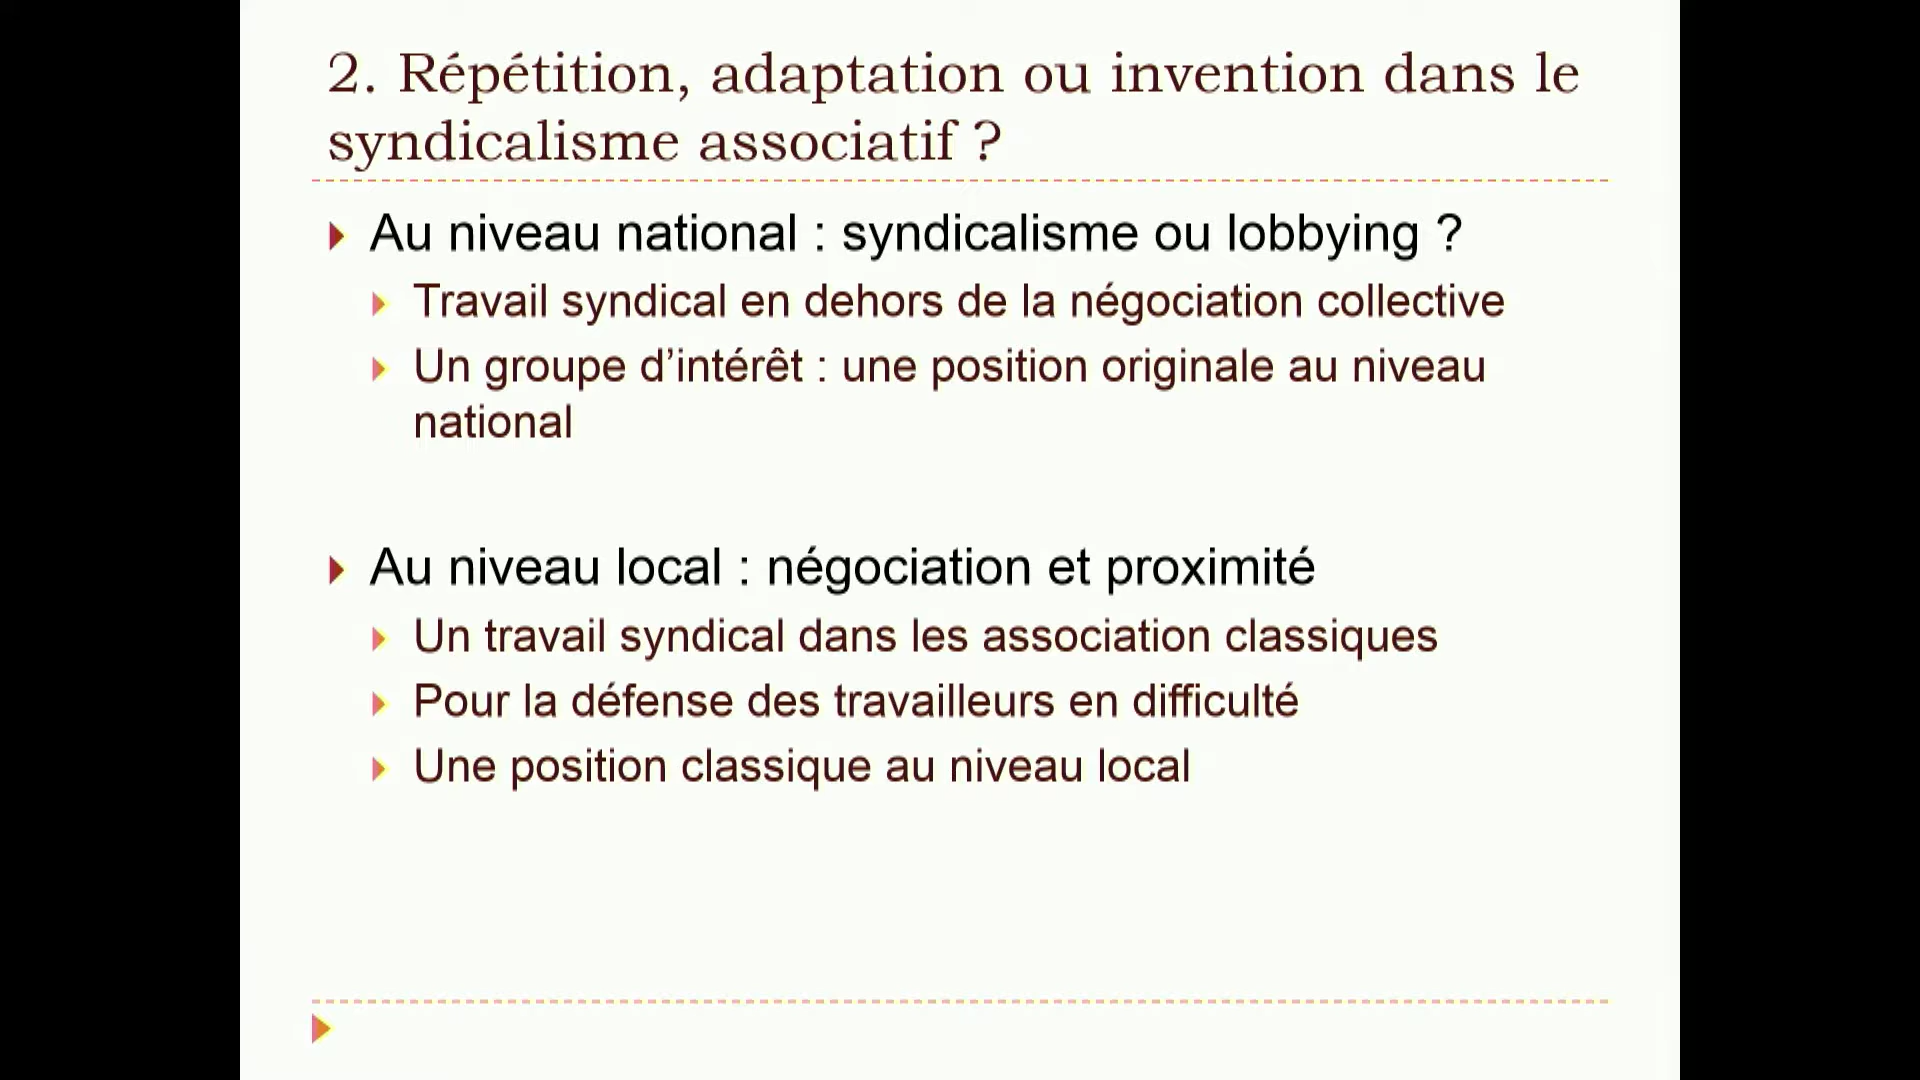 2. Répétition, adaptation ou invention dans le
syndicalisme associatif ?
Au niveau national : syndicalisme ou lobbying ?
Travail syndical en dehors de la négociation collective
Un groupe d’intérêt : une position originale au niveau
national
Au niveau local : négociation et proximité
Un travail syndical dans les association classiques
Pour la défense des travailleurs en difficulté
Une position classique au niveau local